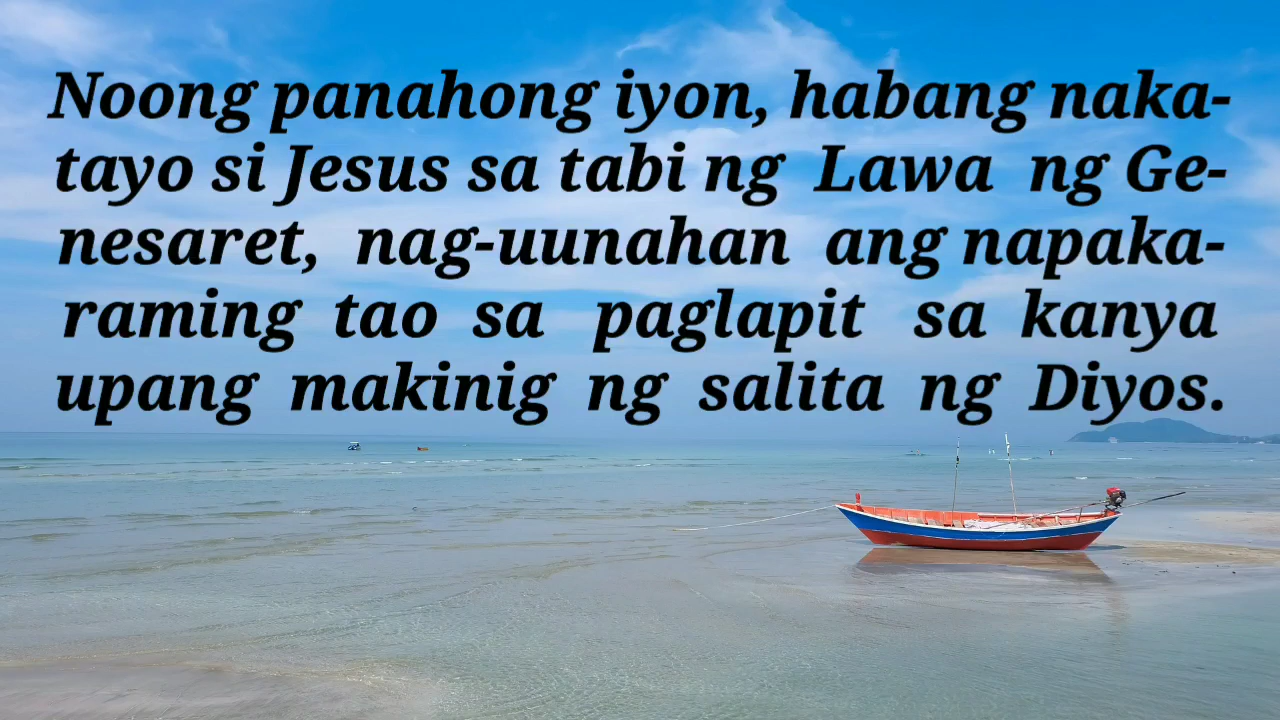 Noong panahong iyon, habang naka-
tayo si Jesus sa tabi ng Lawa ng Ge-
nesaret, nag-uunahan ang napaka-
raming tao sa paglapit sa kanya
upang makinig ng salita ng Diyos.